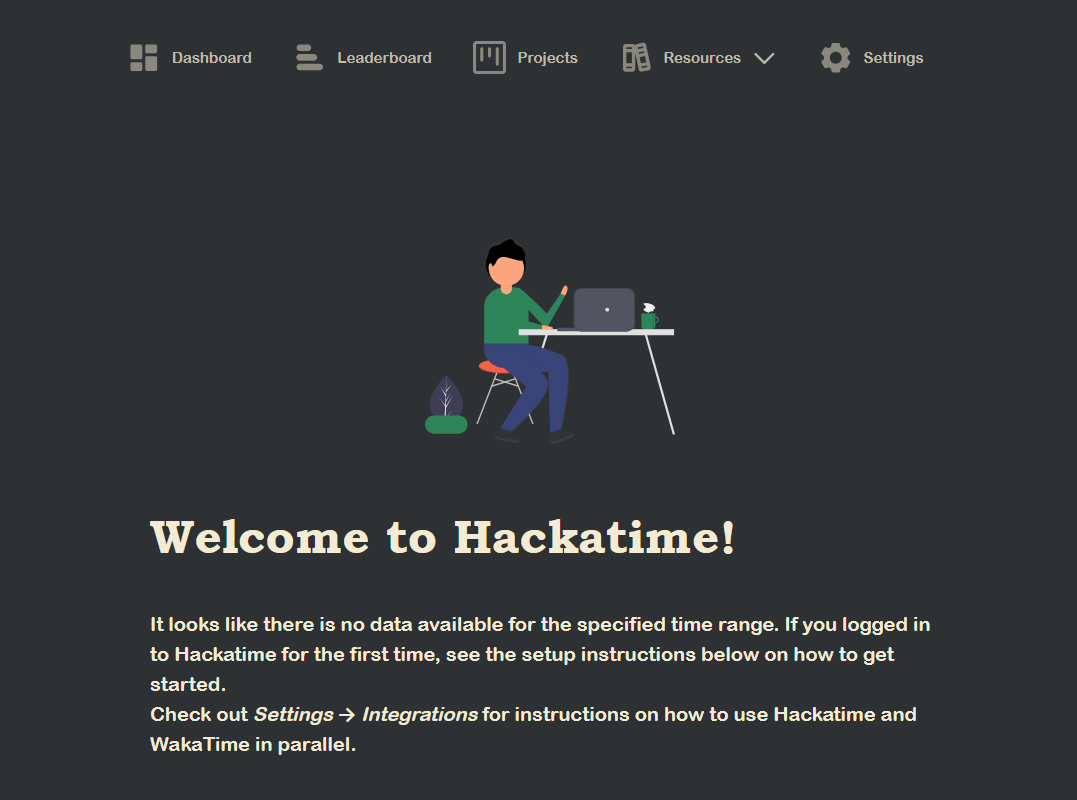 Dashboard Leaderboard Projects Resources Settings
Welcome to Hackatime!
It looks like there is no data available for the specified time range. If you logged in
to Hackatime for the first time, see the setup instructions below on how to get
started.
Check out Settings → Integrations for instructions on how to use Hackatime and
WakaTime in parallel.